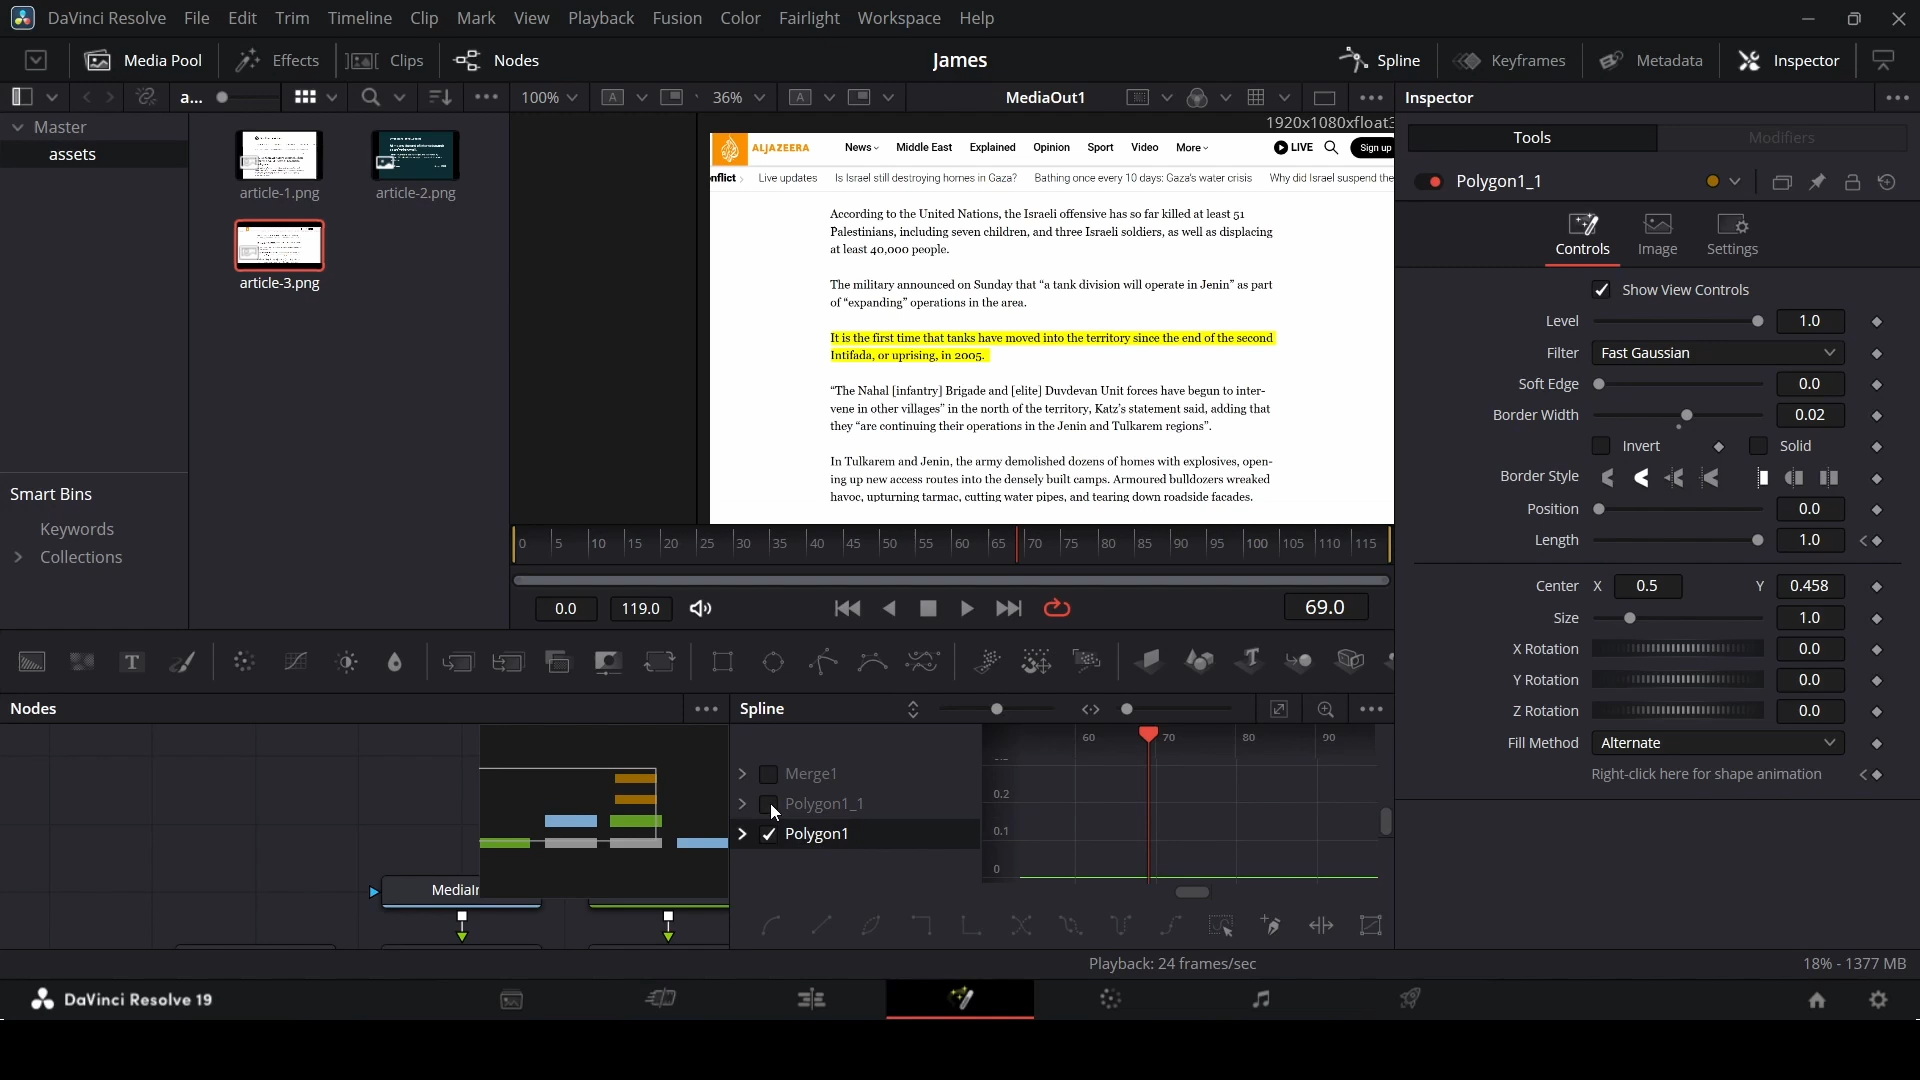 DaVinci Resolve File Edit Trim Timeline Clip Mark View Playback Fusion Color Fairlight Workspace Help
Media Pool Effects Clips Nodes James Spline Keyframes Metadata Inspector
a... 100% 36% MediaOut1 Inspector
Master
assets
article-1.png
article-2.png
article-3.png
Smart Bins
Keywords
Collections
1920x1080xfloat3
ALJAZEERA News Middle East Explained Opinion Sport Video More LIVE Sign up
nflict Live updates Is Israel still destroying homes in Gaza? Bathing once every 10 days: Gaza's water crisis Why did Israel suspend the
According to the United Nations, the Israeli offensive has so far killed at least 51
Palestinians, including seven children, and three Israeli soldiers, as well as displacing
at least 40,000 people.
The military announced on Sunday that “a tank division will operate in Jenin” as part
of “expanding” operations in the area.
It is the first time that tanks have moved into the territory since the end of the second
Intifada, or uprising, in 2005.
“The Nahal [infantry] Brigade and [elite] Duvdevan Unit forces have begun to inter-
vene in other villages” in the north of the territory, Katz’s statement said, adding that
they “are continuing their operations in the Jenin and Tulkarem regions”.
In Tulkarem and Jenin, the army demolished dozens of homes with explosives, open-
ing up new access routes into the densely built camps. Armoured bulldozers wreaked
havoc, upturning tarmac, cutting water pipes, and tearing down roadside facades.
0 5 10 15 20 25 30 35 40 45 50 55 60 65 70 75 80 85 90 95 100 105 110 115
0.0 119.0 69.0
Tools Modifiers
Polygon1_1
Controls Image Settings
Show View Controls
Level 1.0
Filter Fast Gaussian
Soft Edge 0.0
Border Width 0.02
Invert Solid
Border Style
Position 0.0
Length 1.0
Center X 0.5 Y 0.458
Size 1.0
X Rotation 0.0
Y Rotation 0.0
Z Rotation 0.0
Fill Method Alternate
Right-click here for shape animation
T
Nodes
MediaIn
Spline
60 70 80 90
Merge1
Polygon1_1
Polygon1
0.2
0.1
0
Playback: 24 frames/sec 18% - 1377 MB
DaVinci Resolve 19